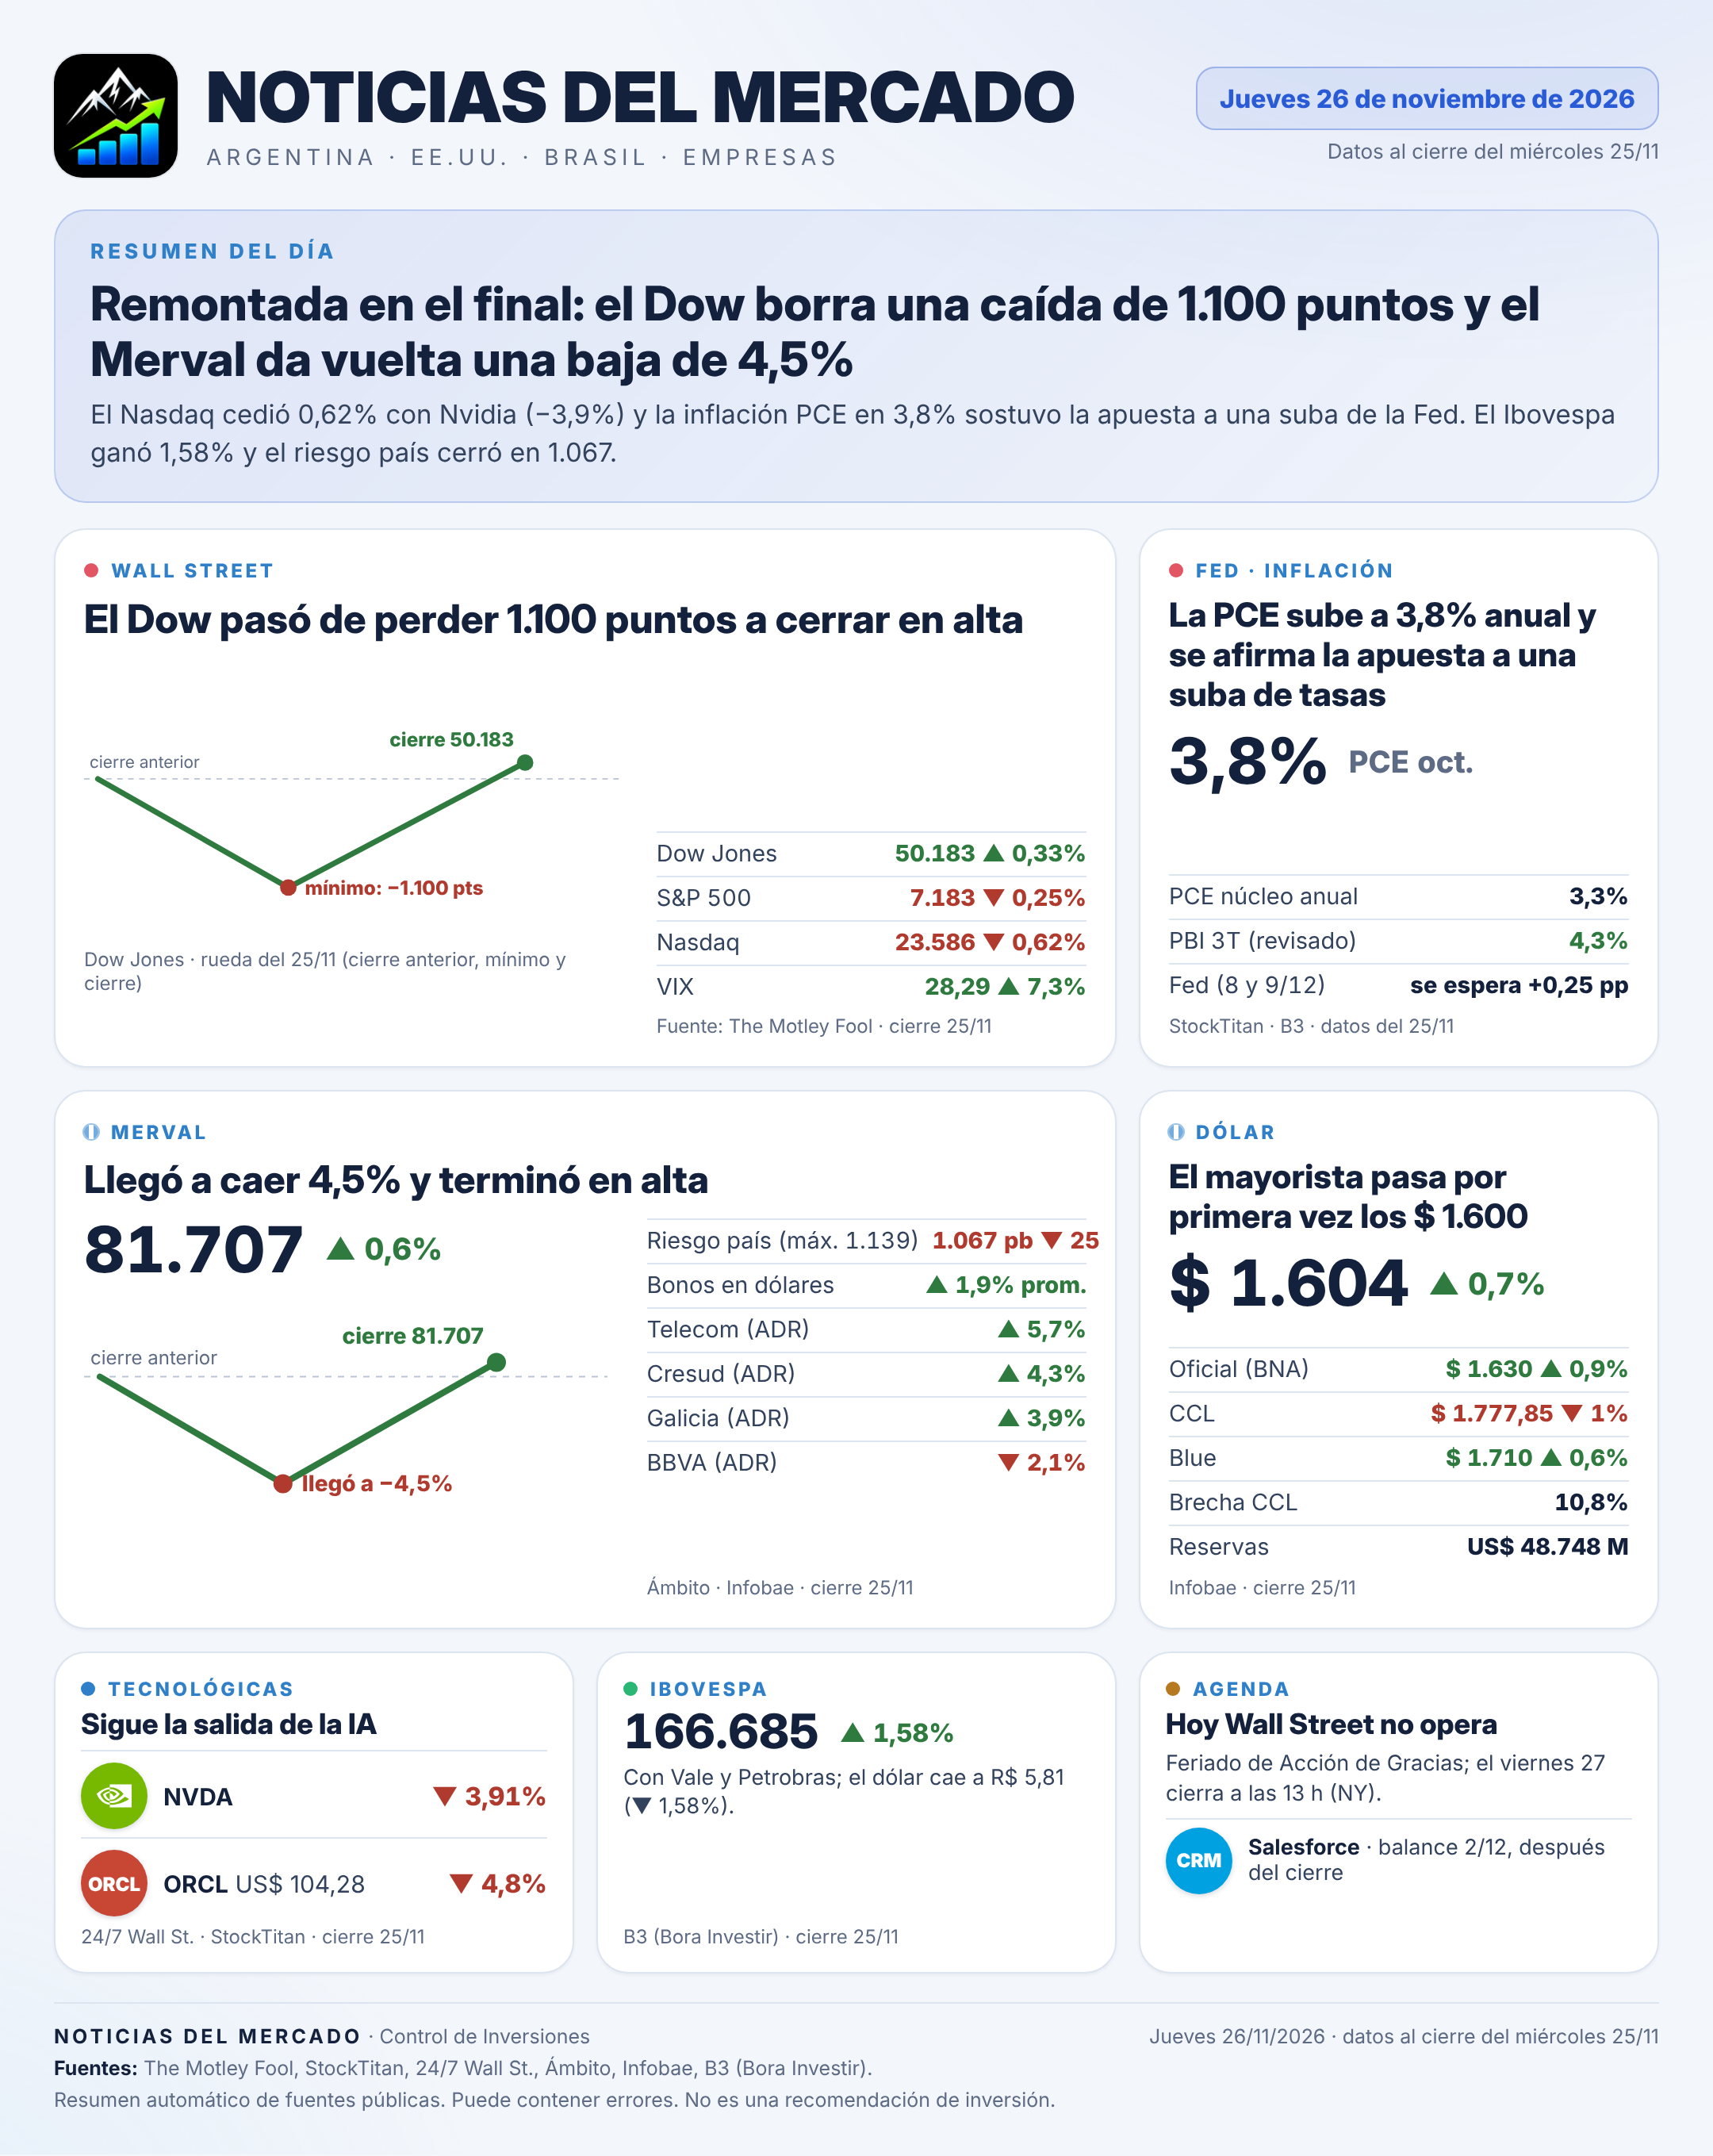 NOTICIAS DEL MERCADO
ARGENTINA · EE.UU. · BRASIL · EMPRESAS
Jueves 26 de noviembre de 2026
Datos al cierre del miércoles 25/11
RESUMEN DEL DÍA
Remontada en el final: el Dow borra una caída de 1.100 puntos y el
Merval da vuelta una baja de 4,5%
El Nasdaq cedió 0,62% con Nvidia (−3,9%) y la inflación PCE en 3,8% sostuvo la apuesta a una suba de la Fed. El Ibovespa
ganó 1,58% y el riesgo país cerró en 1.067.
WALL STREET
El Dow pasó de perder 1.100 puntos a cerrar en alta
cierre 50.183
cierre anterior
mínimo: −1.100 pts
Dow Jones · rueda del 25/11 (cierre anterior, mínimo y
cierre)
Dow Jones 50.183 ▲ 0,33%
S&P 500 7.183 ▼ 0,25%
Nasdaq 23.586 ▼ 0,62%
VIX 28,29 ▲ 7,3%
Fuente: The Motley Fool · cierre 25/11
FED · INFLACIÓN
La PCE sube a 3,8% anual y
se afirma la apuesta a una
suba de tasas
3,8% PCE oct.
PCE núcleo anual 3,3%
PBI 3T (revisado) 4,3%
Fed (8 y 9/12) se espera +0,25 pp
StockTitan · B3 · datos del 25/11
MERVAL
Llegó a caer 4,5% y terminó en alta
81.707 ▲ 0,6%
cierre 81.707
cierre anterior
llegó a −4,5%
Riesgo país (máx. 1.139) 1.067 pb ▼ 25
Bonos en dólares ▲ 1,9% prom.
Telecom (ADR) ▲ 5,7%
Cresud (ADR) ▲ 4,3%
Galicia (ADR) ▲ 3,9%
BBVA (ADR) ▼ 2,1%
Ámbito · Infobae · cierre 25/11
DÓLAR
El mayorista pasa por
primera vez los $ 1.600
$ 1.604 ▲ 0,7%
Oficial (BNA) $ 1.630 ▲ 0,9%
CCL $ 1.777,85 ▼ 1%
Blue $ 1.710 ▲ 0,6%
Brecha CCL 10,8%
Reservas US$ 48.748 M
Infobae · cierre 25/11
TECNOLÓGICAS
Sigue la salida de la IA
NVDA ▼ 3,91%
ORCL ORCL US$ 104,28 ▼ 4,8%
24/7 Wall St. · StockTitan · cierre 25/11
IBOVESPA
166.685 ▲ 1,58%
Con Vale y Petrobras; el dólar cae a R$ 5,81
(▼ 1,58%).
B3 (Bora Investir) · cierre 25/11
AGENDA
Hoy Wall Street no opera
Feriado de Acción de Gracias; el viernes 27
cierra a las 13 h (NY).
CRM
Salesforce · balance 2/12, después
del cierre
NOTICIAS DEL MERCADO · Control de Inversiones
Jueves 26/11/2026 · datos al cierre del miércoles 25/11
Fuentes: The Motley Fool, StockTitan, 24/7 Wall St., Ámbito, Infobae, B3 (Bora Investir).
Resumen automático de fuentes públicas. Puede contener errores. No es una recomendación de inversión.